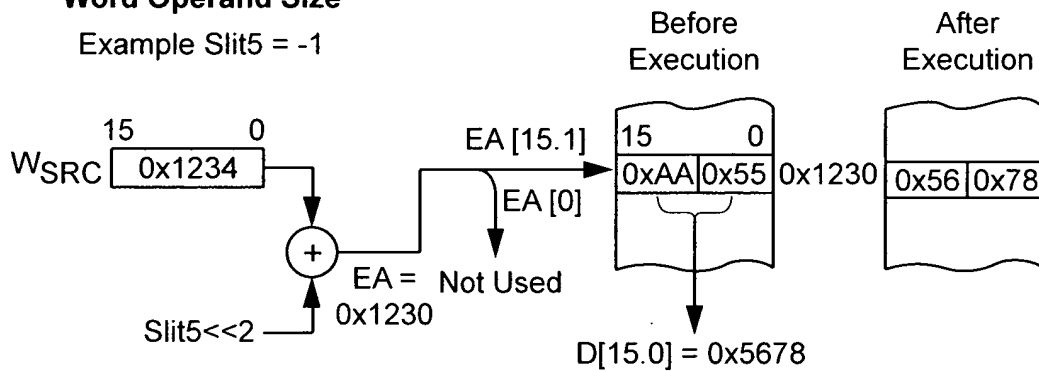 Word Operand Size
Example Slit5 = -1
Before
Execution
After
Execution
15 0
WSRC 0x1234
EA [15.1]
EA [0]
15 0
0xAA 0x55 0x1230
0x56 0x78
+
EA =
0x1230
Not Used
Slit5<<2
D[15.0] = 0x5678